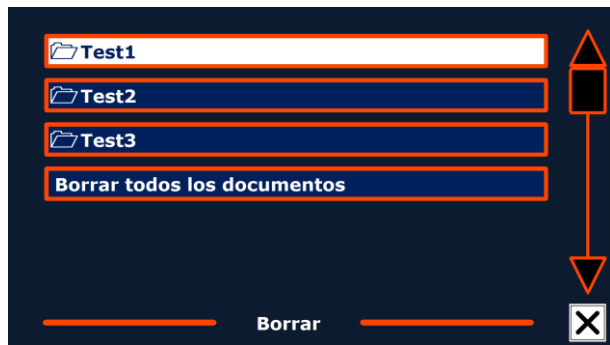 Test1
Test2
Test3
Borrar todos los documentos
Borrar